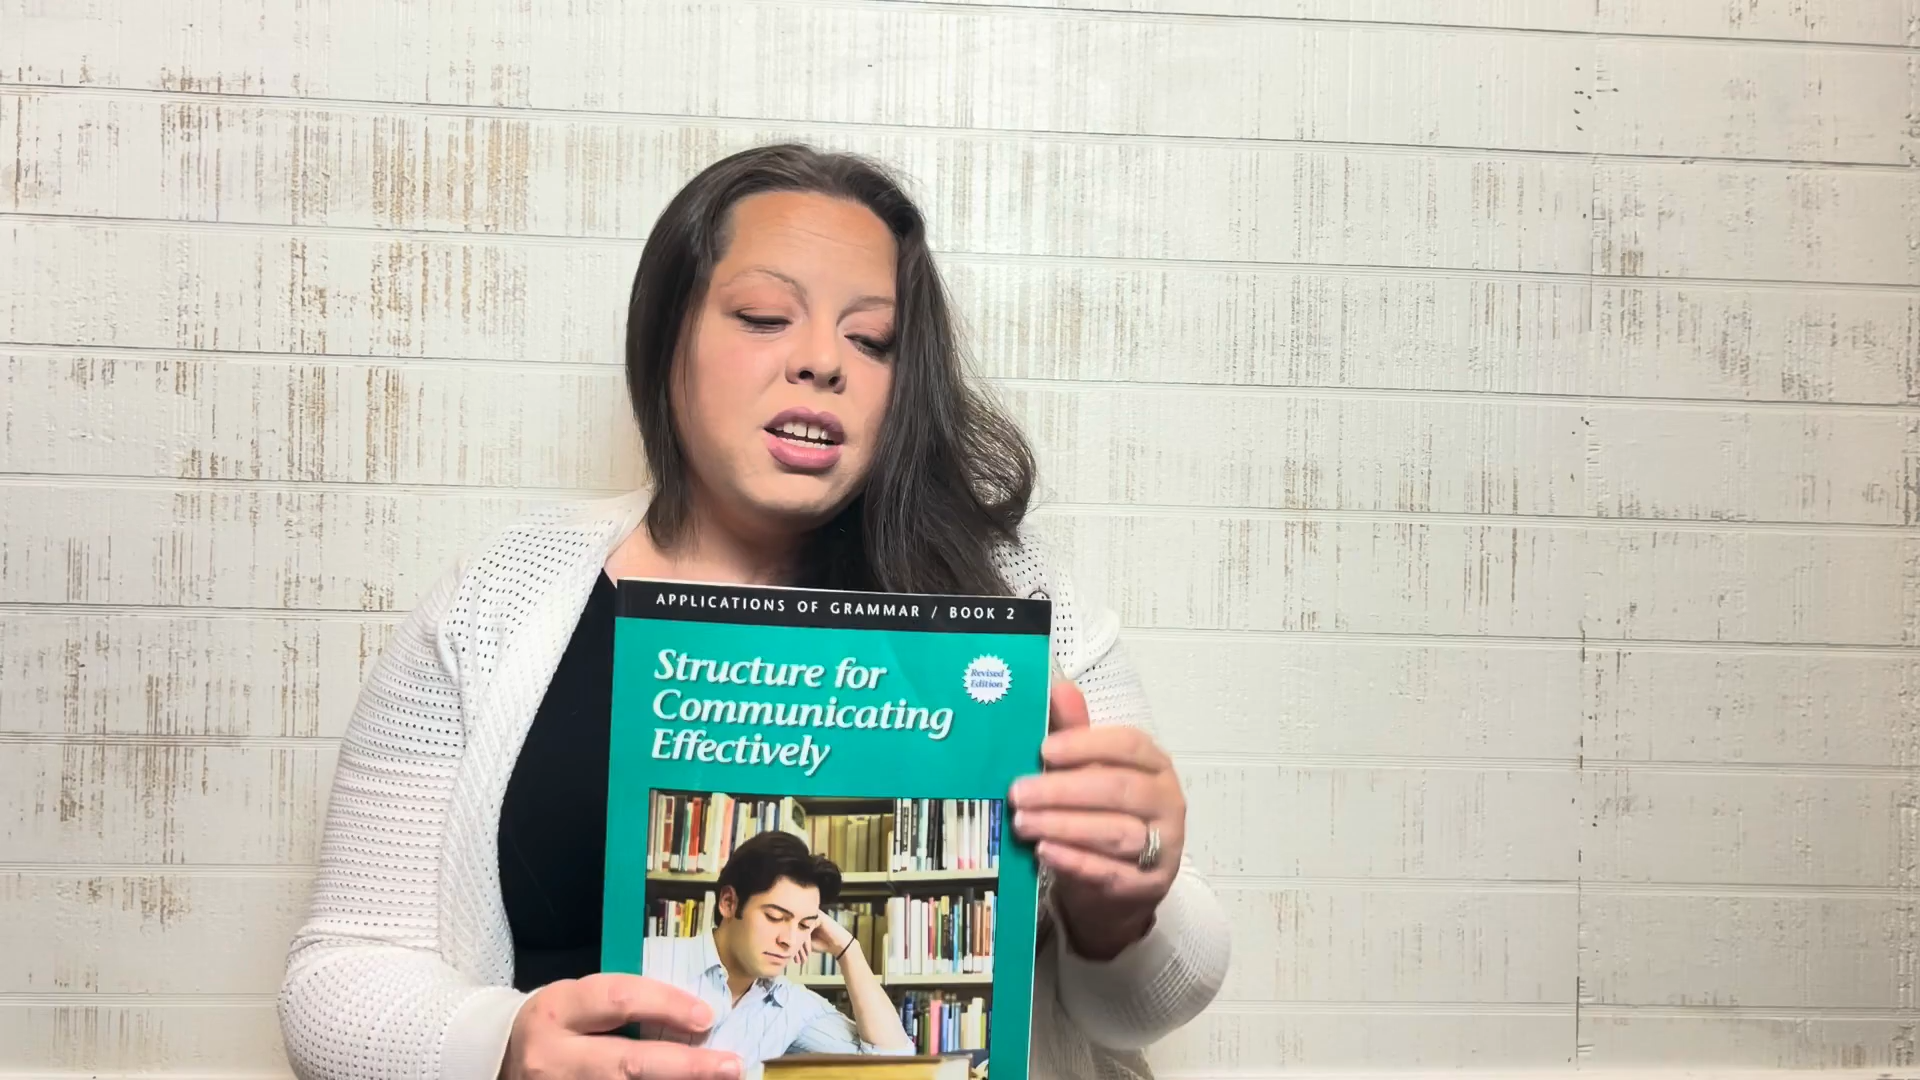 APPLICATIONS OF GRAMMAR / BOOK 2
Structure for
Communicating
Effectively
Revised
Edition